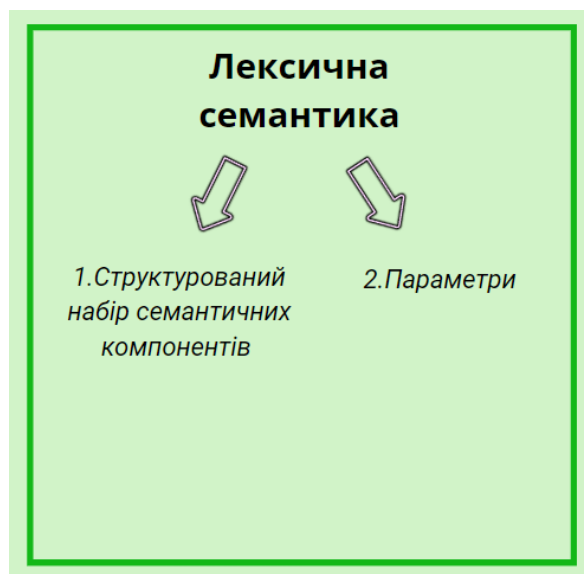 Лексична
семантика
1.Структурований
набір семантичних
компонентів
2.Параметри